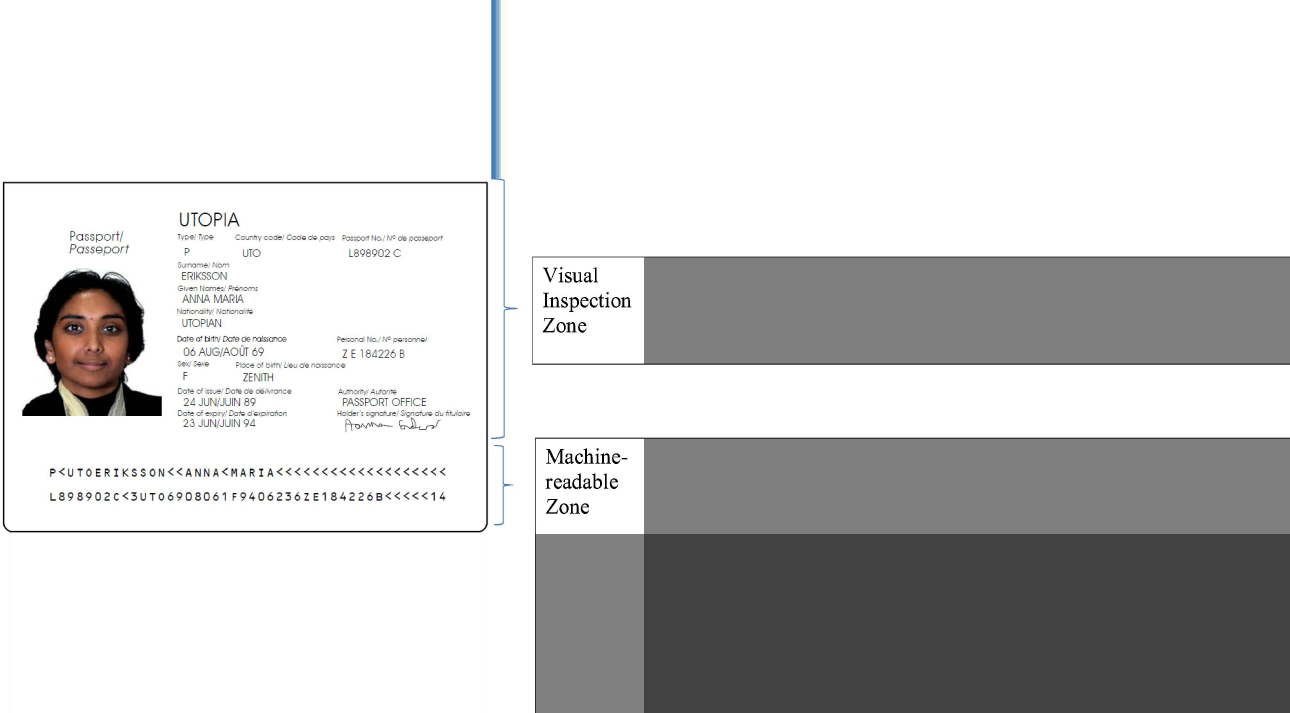 UTOPIA
Passport/
Passeport
Type/ Type Country code/ Code de pays Passport No./ Nº de passeport
P UTO L898902 C
Surname/ Nom
ERIKSSON
Given Names/ Prénoms
ANNA MARIA
Nationality/ Nationalité
UTOPIAN
Date of birth/ Date de naissance Personal No./ Nº personnel
06 AUG/AOÛT 69 Z E 184226 B
Sex/ Sexe Place of birth/ Lieu de naissance
F ZENITH
Date of issue/ Date de délivrance Authority/ Autorité
24 JUN/JUIN 89 PASSPORT OFFICE
Date of expiry/ Date d'expiration Holder's signature/ Signature du titulaire
23 JUN/JUIN 94
P<UTOERIKSSON<<ANNA<MARIA<<<<<<<<<<<<<<<<<<<
L898902C<3UTO6908061F9406236ZE184226B<<<<<14
Visual
Inspection
Zone
Machine-
readable
Zone